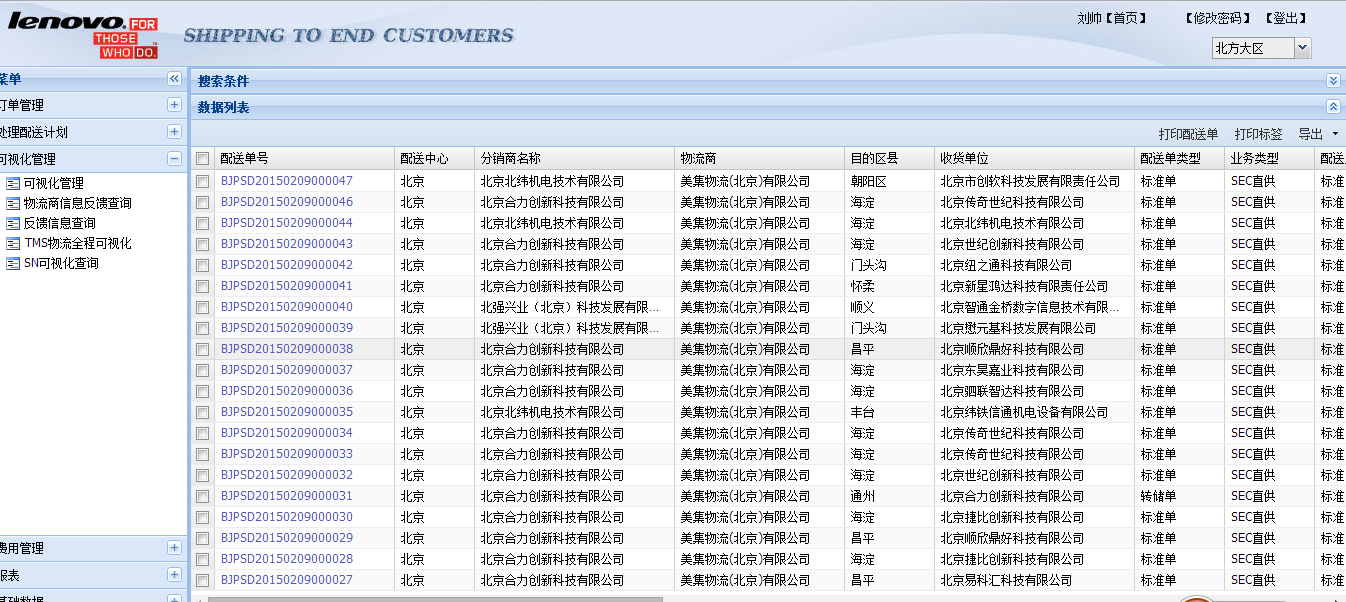 lenovo FOR THOSE WHO DO.
SHIPPING TO END CUSTOMERS
刘帅【首页】 【修改密码】 【登出】
北方大区
菜单
订单管理
处理配送计划
可视化管理
可视化管理
物流商信息反馈查询
反馈信息查询
TMS物流全程可视化
SN可视化查询
费用管理
报表
基础数据
搜索条件
数据列表
打印配送单 打印标签 导出
配送单号 配送中心 分销商名称 物流商 目的区县 收货单位 配送单类型 业务类型 配送
BJPSD20150209000047 北京 北京北纬机电技术有限公司 美集物流(北京)有限公司 朝阳区 北京市创软科技发展有限责任公司 标准单 SEC直供 标准
BJPSD20150209000046 北京 北京合力创新科技有限公司 美集物流(北京)有限公司 海淀 北京传奇世纪科技有限公司 标准单 SEC直供 标准
BJPSD20150209000044 北京 北京北纬机电技术有限公司 美集物流(北京)有限公司 海淀 北京北纬机电技术有限公司 标准单 SEC直供 标准
BJPSD20150209000043 北京 北京合力创新科技有限公司 美集物流(北京)有限公司 海淀 北京世纪创新科技有限公司 标准单 SEC直供 标准
BJPSD20150209000042 北京 北京合力创新科技有限公司 美集物流(北京)有限公司 门头沟 北京纽之通科技有限公司 标准单 SEC直供 标准
BJPSD20150209000041 北京 北京合力创新科技有限公司 美集物流(北京)有限公司 怀柔 北京新星鸿达科技有限责任公司 标准单 SEC直供 标准
BJPSD20150209000040 北京 北强兴业（北京）科技发展有限... 美集物流(北京)有限公司 顺义 北京智通金桥数字信息技术有限... 标准单 SEC直供 标准
BJPSD20150209000039 北京 北强兴业（北京）科技发展有限... 美集物流(北京)有限公司 门头沟 北京懋元基科技发展有限公司 标准单 SEC直供 标准
BJPSD20150209000038 北京 北京合力创新科技有限公司 美集物流(北京)有限公司 昌平 北京顺欣鼎好科技有限公司 标准单 SEC直供 标准
BJPSD20150209000037 北京 北京合力创新科技有限公司 美集物流(北京)有限公司 海淀 北京东昊嘉业科技有限公司 标准单 SEC直供 标准
BJPSD20150209000036 北京 北京合力创新科技有限公司 美集物流(北京)有限公司 海淀 北京驷联智达科技有限公司 标准单 SEC直供 标准
BJPSD20150209000035 北京 北京北纬机电技术有限公司 美集物流(北京)有限公司 丰台 北京纬铁信通机电设备有限公司 标准单 SEC直供 标准
BJPSD20150209000034 北京 北京合力创新科技有限公司 美集物流(北京)有限公司 海淀 北京传奇世纪科技有限公司 标准单 SEC直供 标准
BJPSD20150209000033 北京 北京合力创新科技有限公司 美集物流(北京)有限公司 海淀 北京传奇世纪科技有限公司 标准单 SEC直供 标准
BJPSD20150209000032 北京 北京合力创新科技有限公司 美集物流(北京)有限公司 海淀 北京世纪创新科技有限公司 标准单 SEC直供 标准
BJPSD20150209000031 北京 北京合力创新科技有限公司 美集物流(北京)有限公司 通州 北京合力创新科技有限公司 转储单 SEC直供 标准
BJPSD20150209000030 北京 北京合力创新科技有限公司 美集物流(北京)有限公司 海淀 北京捷比创新科技有限公司 标准单 SEC直供 标准
BJPSD20150209000029 北京 北京合力创新科技有限公司 美集物流(北京)有限公司 昌平 北京顺欣鼎好科技有限公司 标准单 SEC直供 标准
BJPSD20150209000028 北京 北京合力创新科技有限公司 美集物流(北京)有限公司 海淀 北京捷比创新科技有限公司 标准单 SEC直供 标准
BJPSD20150209000027 北京 北京合力创新科技有限公司 美集物流(北京)有限公司 昌平 北京易科汇科技有限公司 标准单 SEC直供 标准